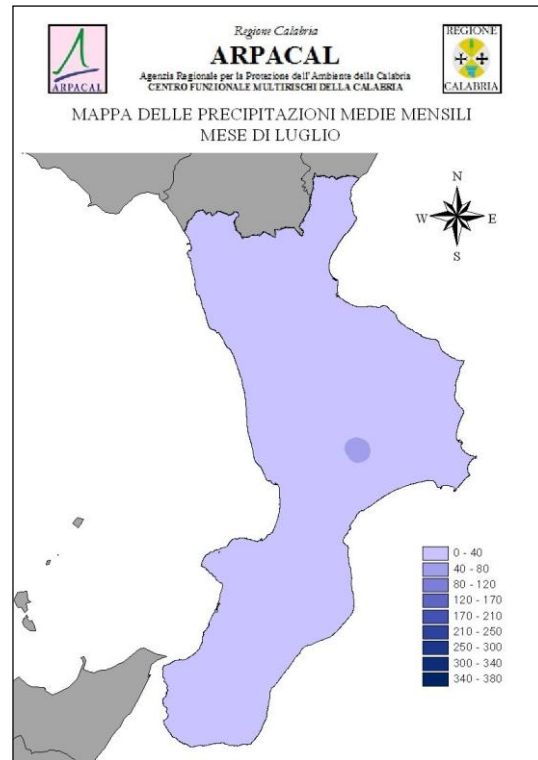 Regione Calabria
ARPACAL
Agenzia Regionale per la Protezione dell'Ambiente della Calabria
CENTRO FUNZIONALE MULTIRISCHI DELLA CALABRIA
ARPACAL
REGIONE
CALABRIA
MAPPA DELLE PRECIPITAZIONI MEDIE MENSILI
MESE DI LUGLIO
N
W E
S
0 - 40
40 - 80
80 - 120
120 - 170
170 - 210
210 - 250
250 - 300
300 - 340
340 - 380